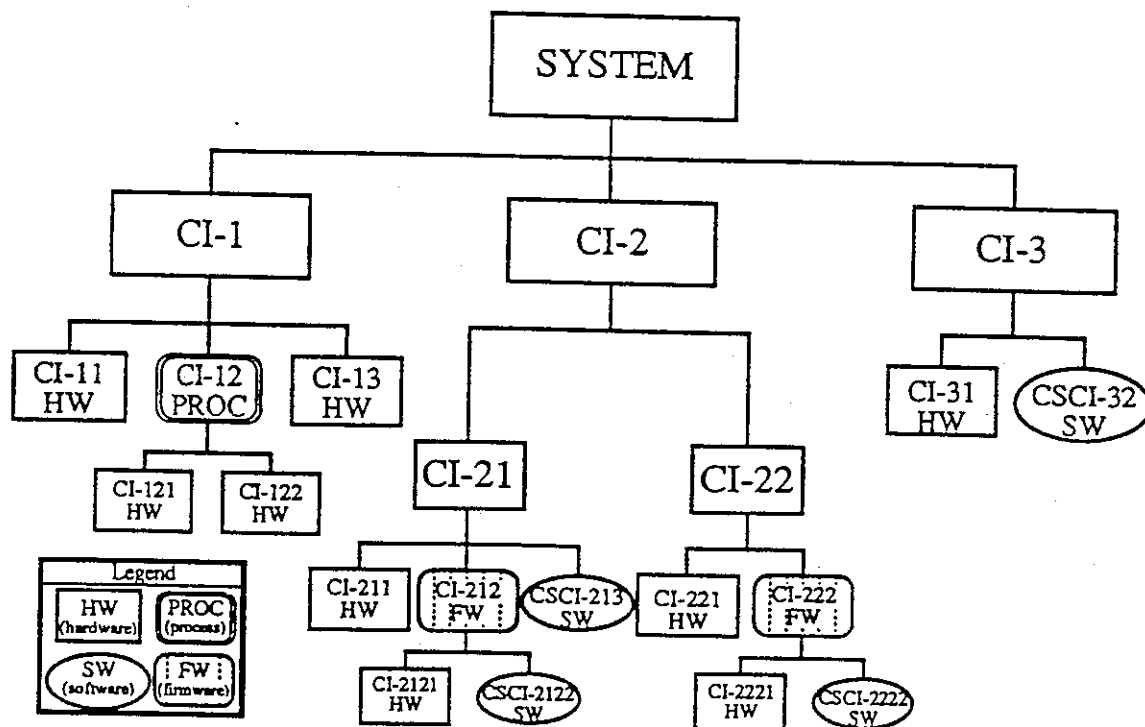 SYSTEM
CI-1
CI-2
CI-3
CI-11
HW
CI-12
PROC
CI-13
HW
CI-31
HW
CSCI-32
SW
CI-121
HW
CI-122
HW
CI-21
CI-22
CI-211
HW
CI-212
FW
CSCI-213
SW
CI-221
HW
CI-222
FW
CI-2121
HW
CSCI-2122
SW
CI-2221
HW
CSCI-2222
SW
Legend
HW
(hardware)
PROC
(process)
SW
(software)
FW
(firmware)